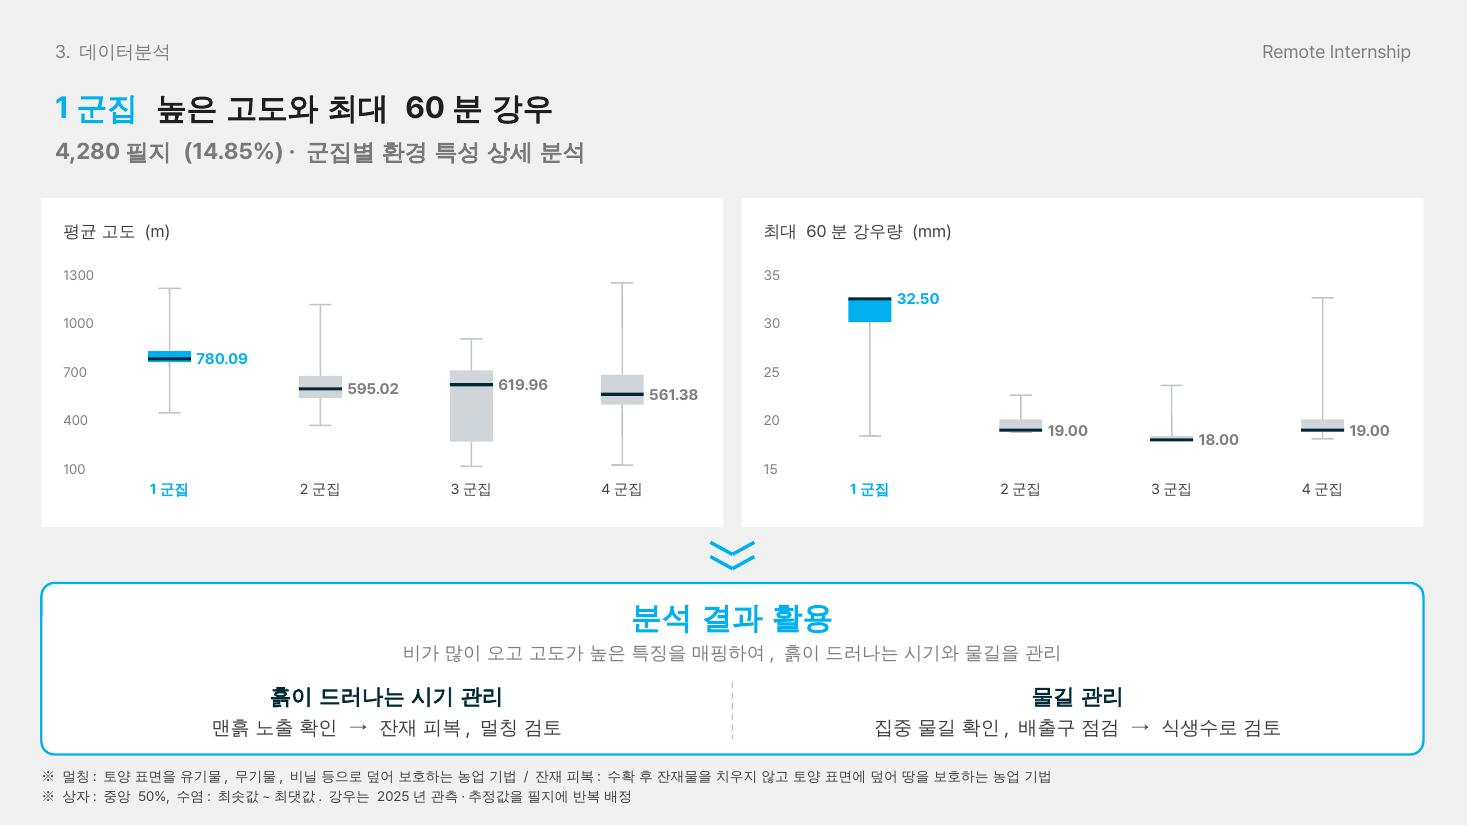 3. 데이터분석
Remote Internship
1 군집 높은 고도와 최대 60 분 강우
4,280 필지 (14.85%) · 군집별 환경 특성 상세 분석
평균 고도 (m)
1300
1000
700
400
100
780.09
595.02
619.96
561.38
1 군집
2 군집
3 군집
4 군집
최대 60 분 강우량 (mm)
35
30
25
20
15
32.50
19.00
18.00
19.00
1 군집
2 군집
3 군집
4 군집
분석 결과 활용
비가 많이 오고 고도가 높은 특징을 매핑하여 , 흙이 드러나는 시기와 물길을 관리
흙이 드러나는 시기 관리
맨흙 노출 확인 → 잔재 피복 , 멀칭 검토
물길 관리
집중 물길 확인 , 배출구 점검 → 식생수로 검토
※ 멀칭 : 토양 표면을 유기물 , 무기물 , 비닐 등으로 덮어 보호하는 농업 기법 / 잔재 피복 : 수확 후 잔재물을 치우지 않고 토양 표면에 덮어 땅을 보호하는 농업 기법
※ 상자 : 중앙 50%, 수염 : 최솟값 ~ 최댓값 . 강우는 2025 년 관측 · 추정값을 필지에 반복 배정